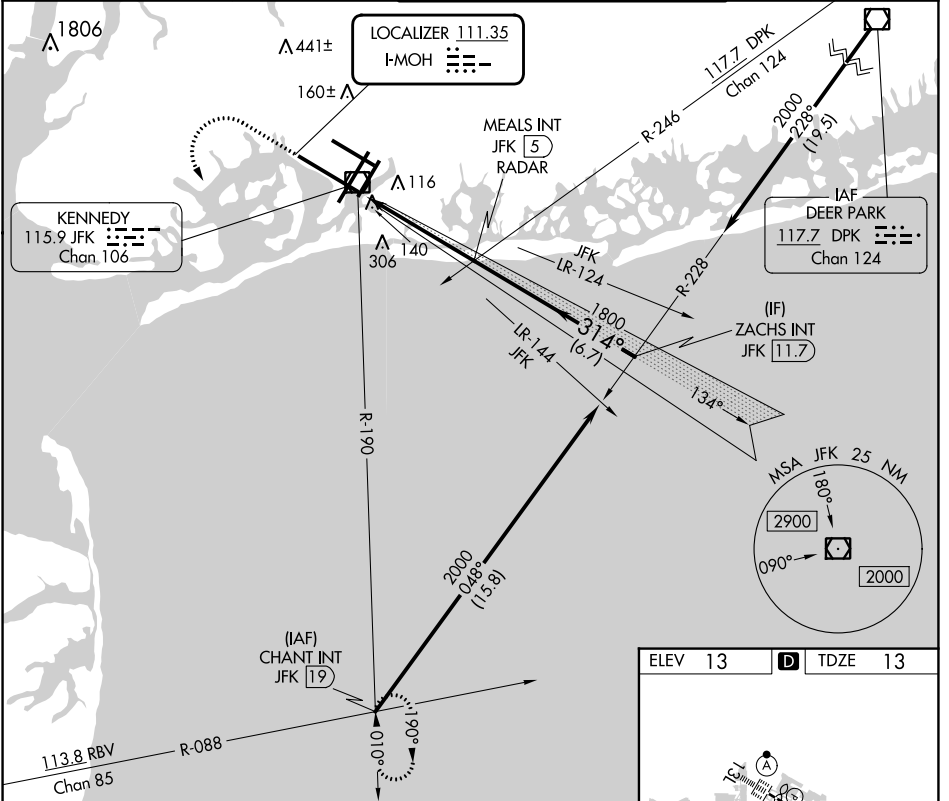 1806
441±
160±
LOCALIZER 111.35
I-MOH
117.7 DPK
Chan 124
R-246
2000
228°
(19.5)
MEALS INT
JFK 5
RADAR
116
KENNEDY
115.9 JFK
Chan 106
306
140
JFK
LR-124
IAF
DEER PARK
117.7 DPK
Chan 124
R-228
1800
314°
(6.7)
LR-144
JFK
(IF)
ZACHS INT
JFK 11.7
134°
R-190
MSA JFK 25 NM
180°
2900
090°
2000
2000
048°
(15.8)
(IAF)
CHANT INT
JFK 19
190°
010°
113.8 RBV
Chan 85
R-088
ELEV 13 D TDZE 13
A
13L